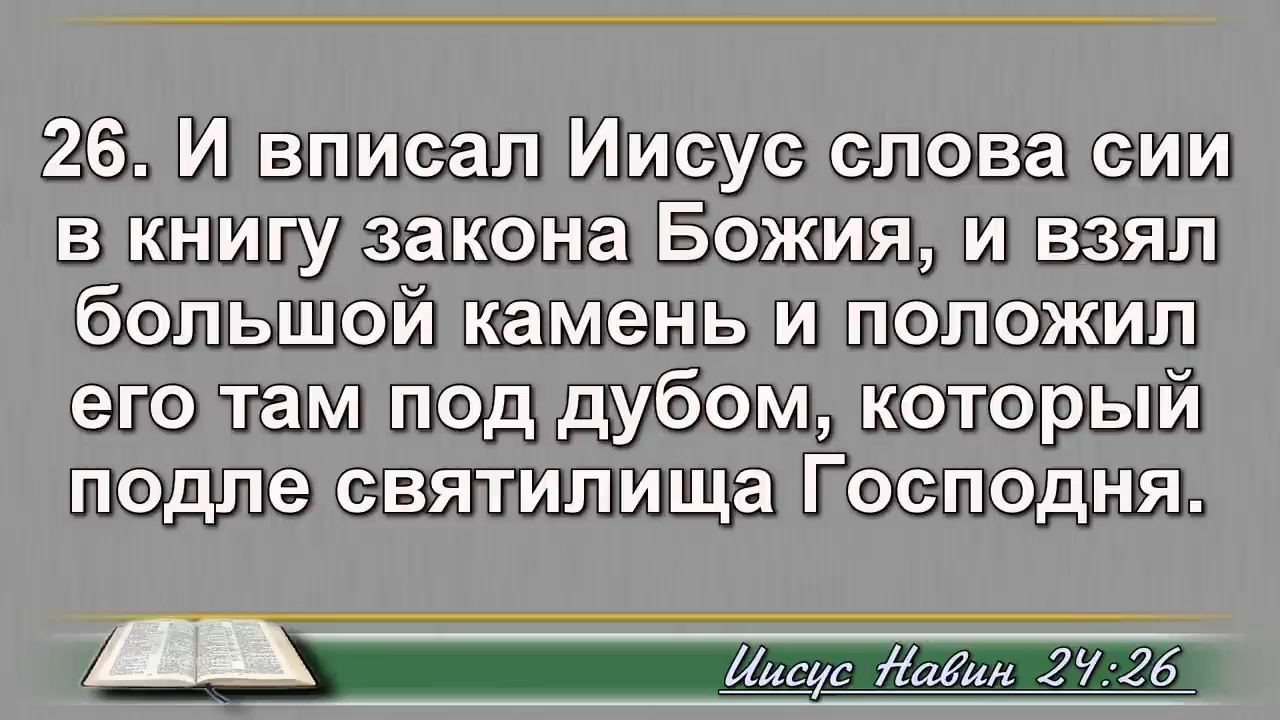 26. И вписал Иисус слова сии
в книгу закона Божия, и взял
большой камень и положил
его там под дубом, который
подле святилища Господня.
Иисус Навин 24:26